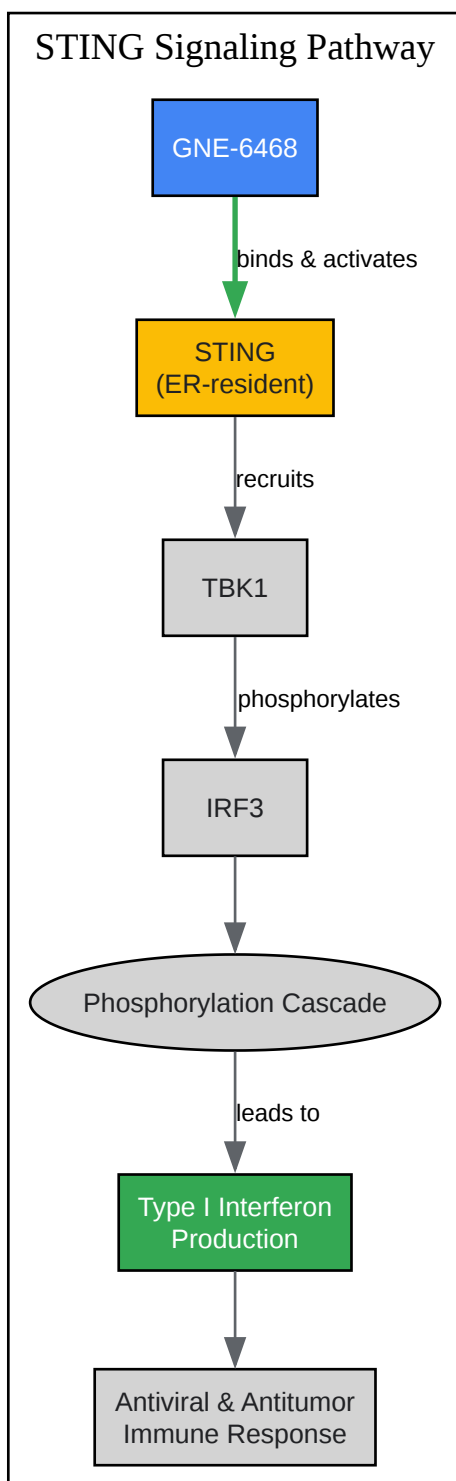 STING Signaling Pathway
GNE-6468
binds & activates
STING
(ER-resident)
recruits
TBK1
phosphorylates
IRF3
Phosphorylation Cascade
leads to
Type I Interferon
Production
Antiviral & Antitumor
Immune Response